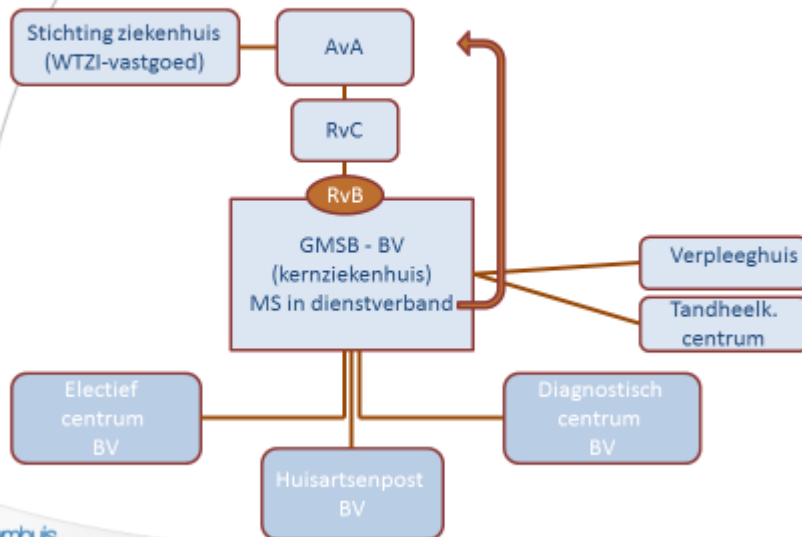 Stichting ziekenhuis
(WTZI-vastgoed)
AvA
RvC
RvB
GMSB - BV
(kernziekenhuis)
MS in dienstverband
Verpleeghuis
Tandheelk.
centrum
Electief
centrum
BV
Diagnostisch
centrum
BV
Huisartsenpost
BV